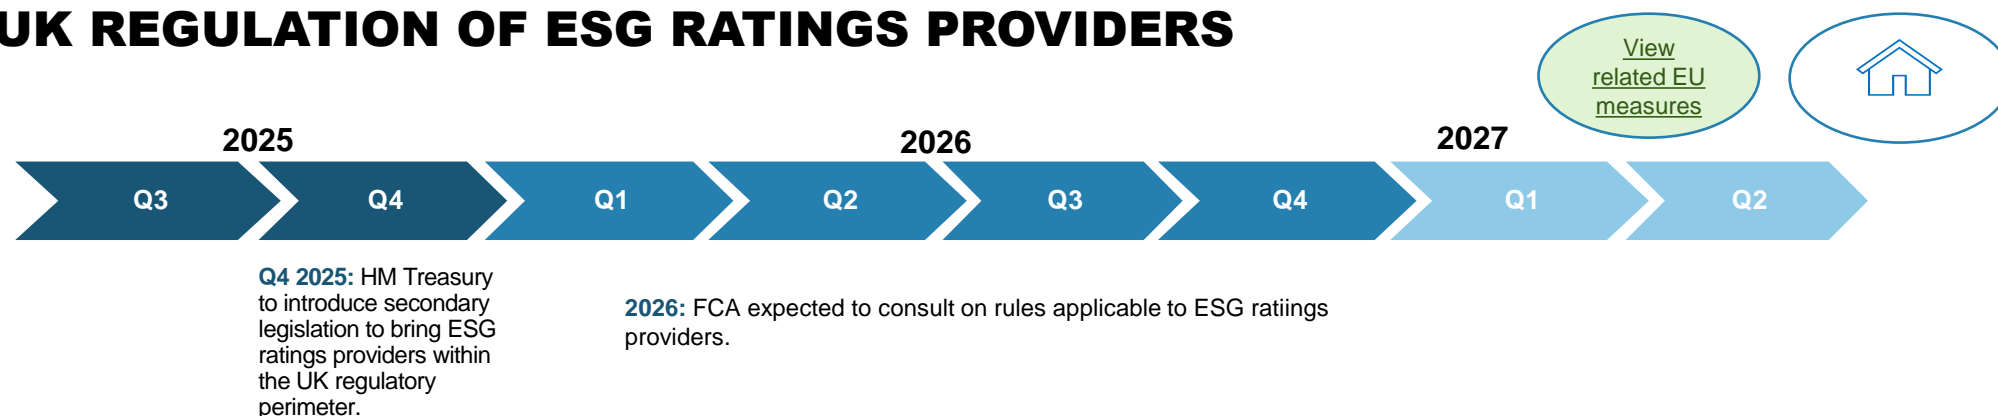 UK REGULATION OF ESG RATINGS PROVIDERS
View
related EU
measures
2025
2026
2027
Q3
Q4
Q1
Q2
Q3
Q4
Q1
Q2
Q4 2025: HM Treasury
to introduce secondary
legislation to bring ESG
ratings providers within
the UK regulatory
perimeter.
2026: FCA expected to consult on rules applicable to ESG ratiings
providers.